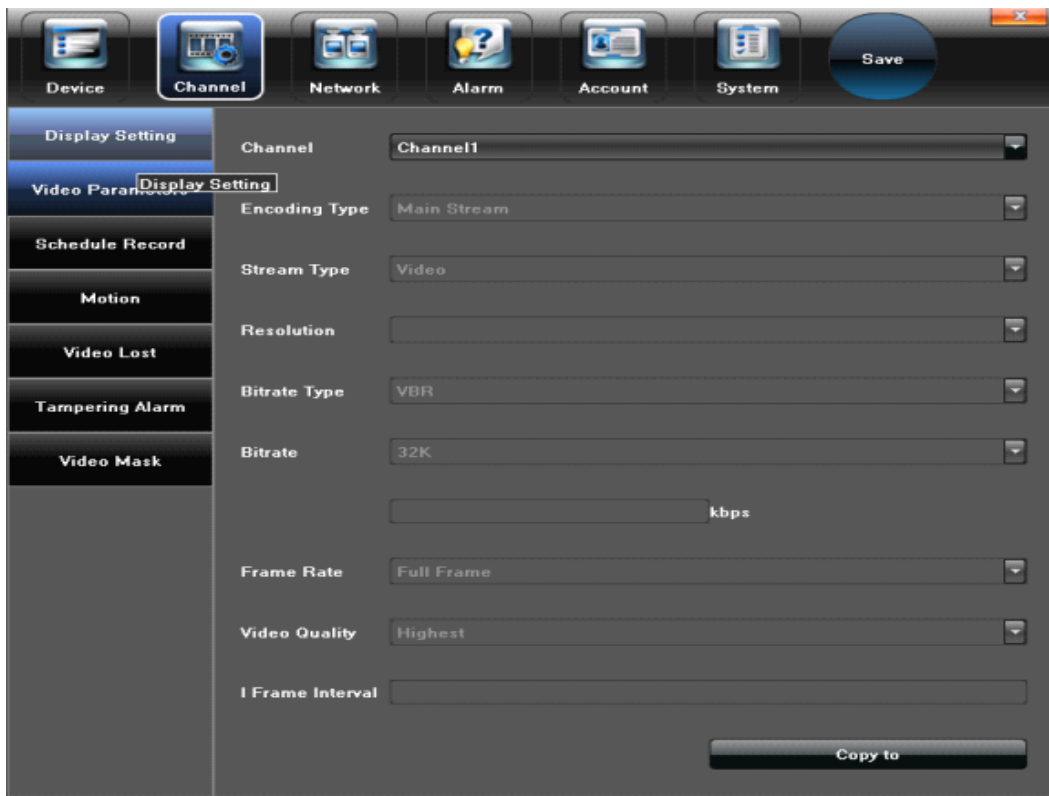 Device Channel Network Alarm Account System Save
Display Setting
Video Parameters
Display Setting
Schedule Record
Motion
Video Lost
Tampering Alarm
Video Mask
Channel Channel1
Encoding Type Main Stream
Stream Type Video
Resolution
Bitrate Type VBR
Bitrate 32K
kbps
Frame Rate Full Frame
Video Quality Highest
I Frame Interval
Copy to